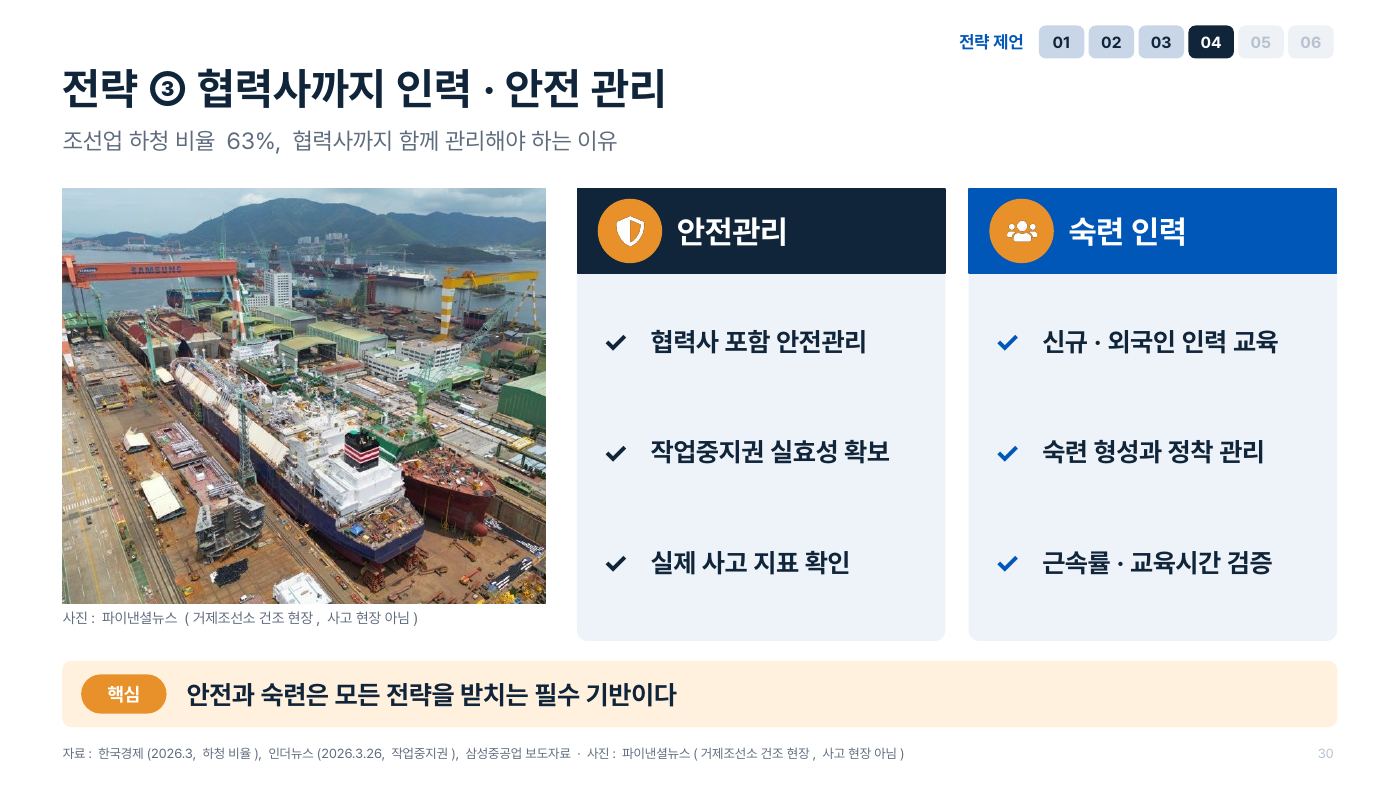 전략 제언 01 02 03 04 05 06
전략 ③ 협력사까지 인력 · 안전 관리
조선업 하청 비율 63%, 협력사까지 함께 관리해야 하는 이유
SAMSUNG
사진 : 파이낸셜뉴스 ( 거제조선소 건조 현장 , 사고 현장 아님 )
안전관리
협력사 포함 안전관리
작업중지권 실효성 확보
실제 사고 지표 확인
숙련 인력
신규 · 외국인 인력 교육
숙련 형성과 정착 관리
근속률 · 교육시간 검증
핵심 안전과 숙련은 모든 전략을 받치는 필수 기반이다
자료 : 한국경제 (2026.3, 하청 비율 ), 인더뉴스 (2026.3.26, 작업중지권 ), 삼성중공업 보도자료 · 사진 : 파이낸셜뉴스 ( 거제조선소 건조 현장 , 사고 현장 아님 )
30